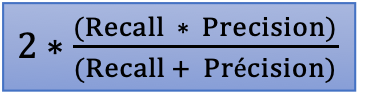 2 * (Recall * Precision)
(Recall + Précision)